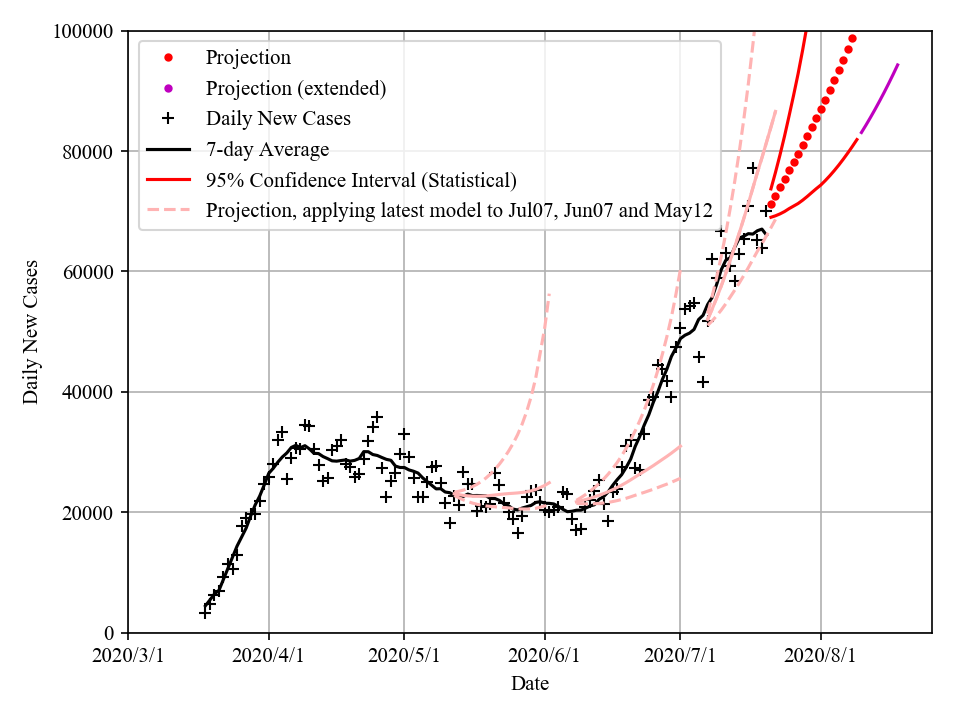 100000
80000
60000
40000
20000
0
Daily New Cases
Projection
Projection (extended)
Daily New Cases
7-day Average
95% Confidence Interval (Statistical)
Projection, applying latest model to Jul07, Jun07 and May12
2020/3/1 2020/4/1 2020/5/1 2020/6/1 2020/7/1 2020/8/1
Date